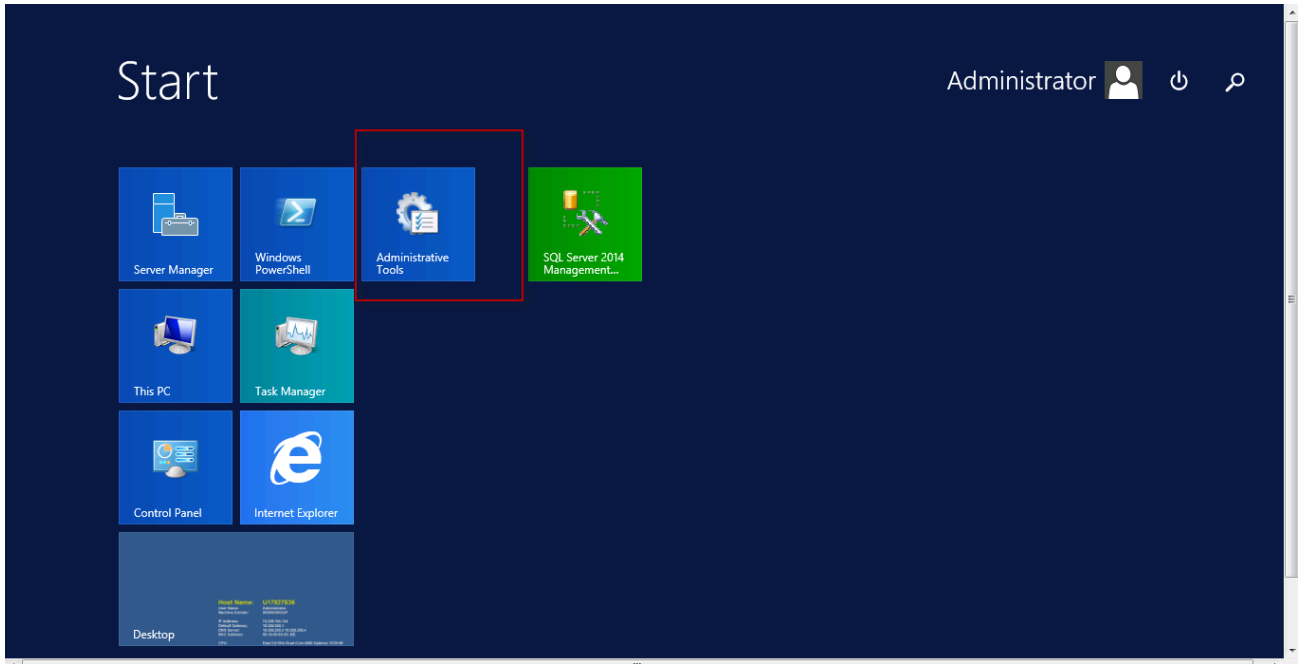 Start
Administrator
Server Manager
Windows
PowerShell
Administrative
Tools
SQL Server 2014
Management...
This PC
Task Manager
Control Panel
Internet Explorer
Desktop
Host Name: U17927636